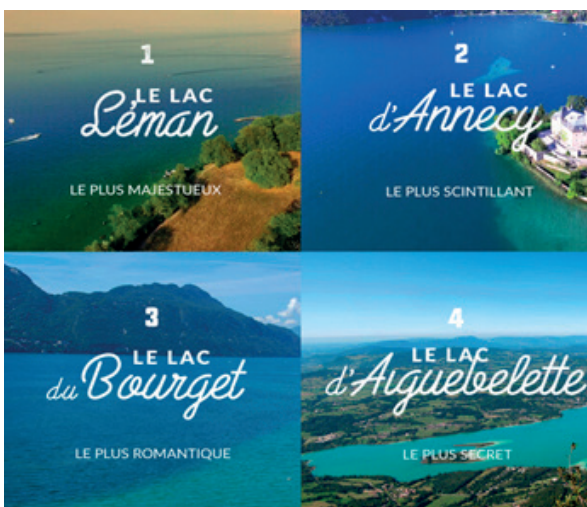 1
LE LAC
Léman
LE PLUS MAJESTUEUX
2
LE LAC
d'Annecy
LE PLUS SCINTILLANT
3
LE LAC
du Bourget
LE PLUS ROMANTIQUE
4
LE LAC
d'Aiguebelette
LE PLUS SECRET